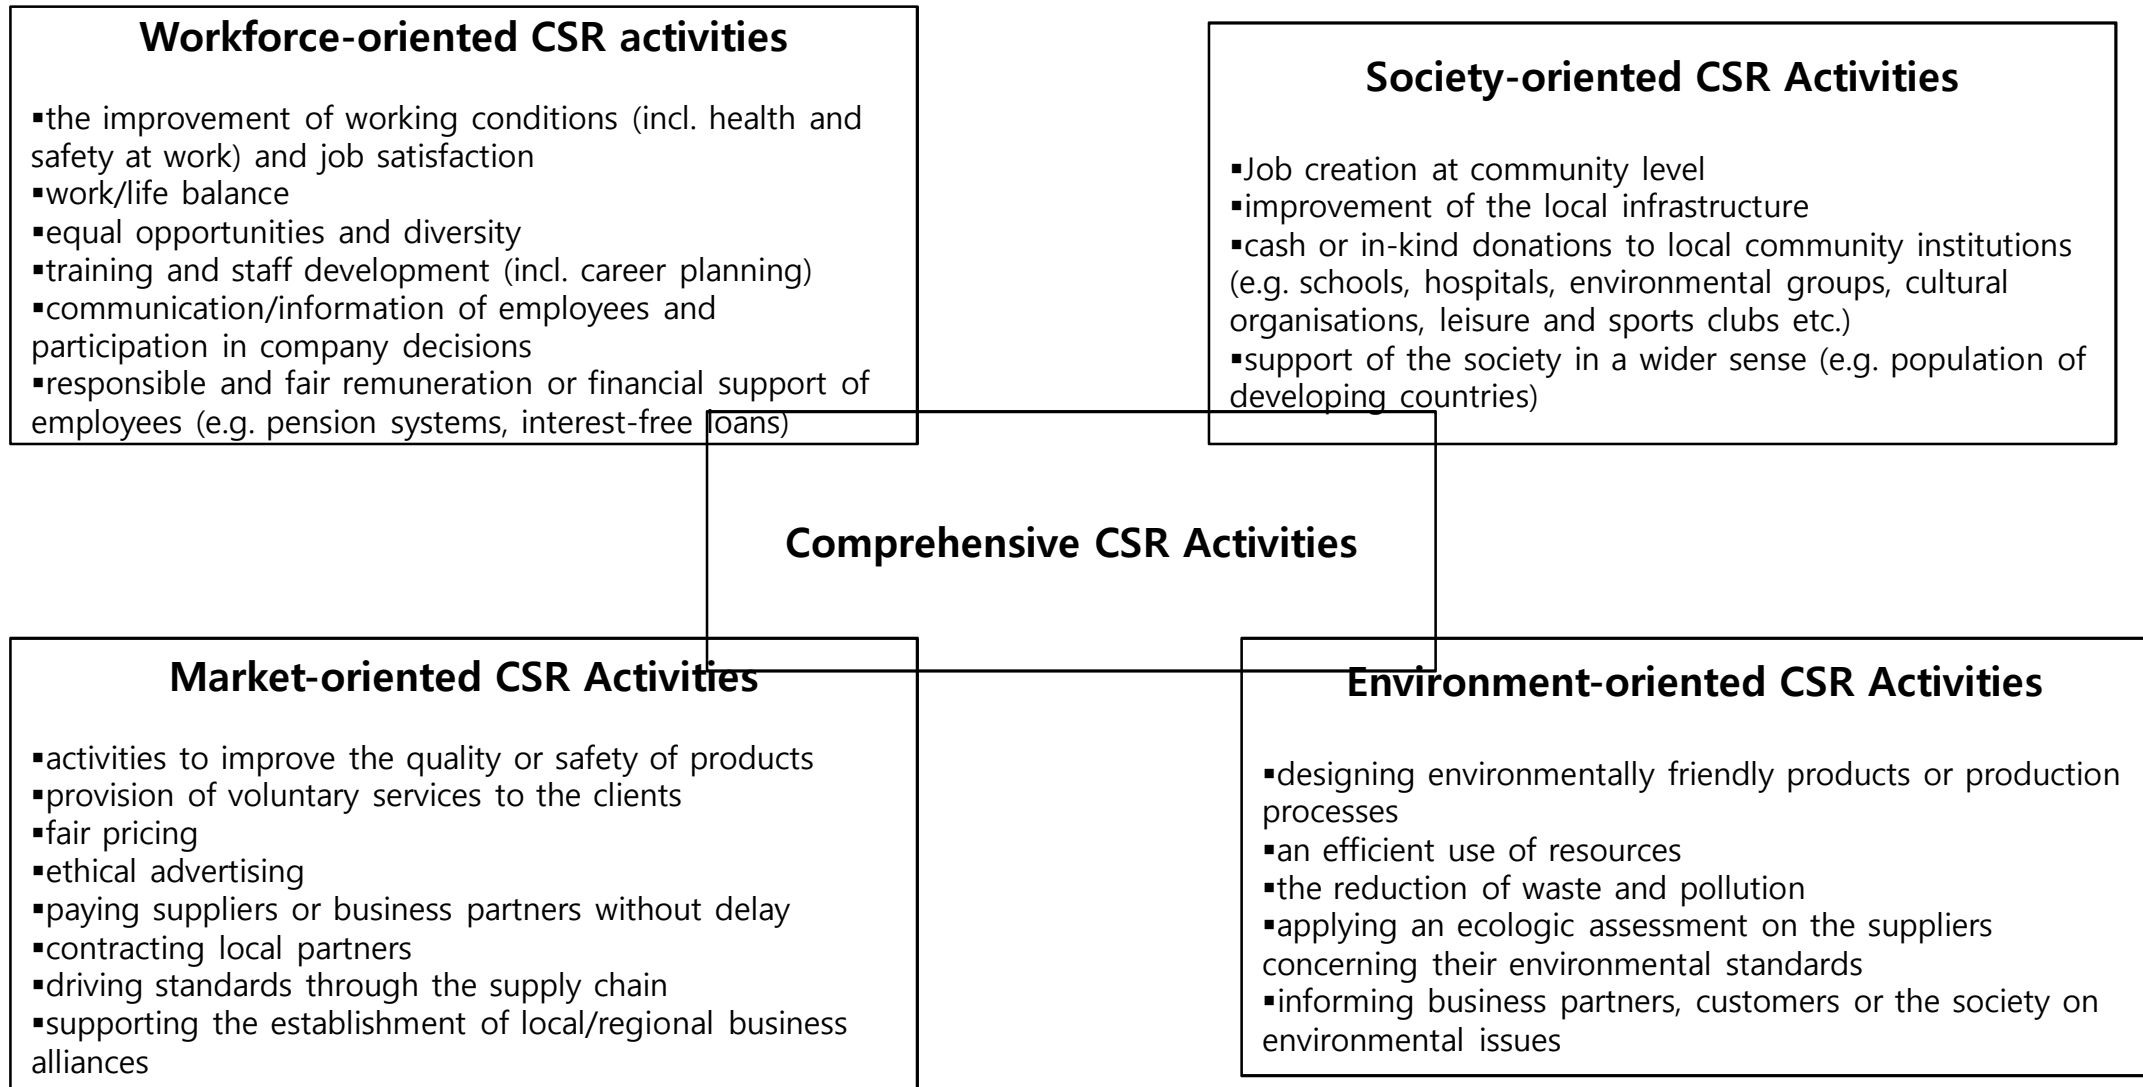 Workforce-oriented CSR activities
▪the improvement of working conditions (incl. health and
safety at work) and job satisfaction
▪work/life balance
▪equal opportunities and diversity
▪training and staff development (incl. career planning)
▪communication/information of employees and
participation in company decisions
▪responsible and fair remuneration or financial support of
employees (e.g. pension systems, interest-free loans)
Society-oriented CSR Activities
▪Job creation at community level
▪improvement of the local infrastructure
▪cash or in-kind donations to local community institutions
(e.g. schools, hospitals, environmental groups, cultural
organisations, leisure and sports clubs etc.)
▪support of the society in a wider sense (e.g. population of
developing countries)
Comprehensive CSR Activities
Market-oriented CSR Activities
▪activities to improve the quality or safety of products
▪provision of voluntary services to the clients
▪fair pricing
▪ethical advertising
▪paying suppliers or business partners without delay
▪contracting local partners
▪driving standards through the supply chain
▪supporting the establishment of local/regional business
alliances
Environment-oriented CSR Activities
▪designing environmentally friendly products or production
processes
▪an efficient use of resources
▪the reduction of waste and pollution
▪applying an ecologic assessment on the suppliers
concerning their environmental standards
▪informing business partners, customers or the society on
environmental issues